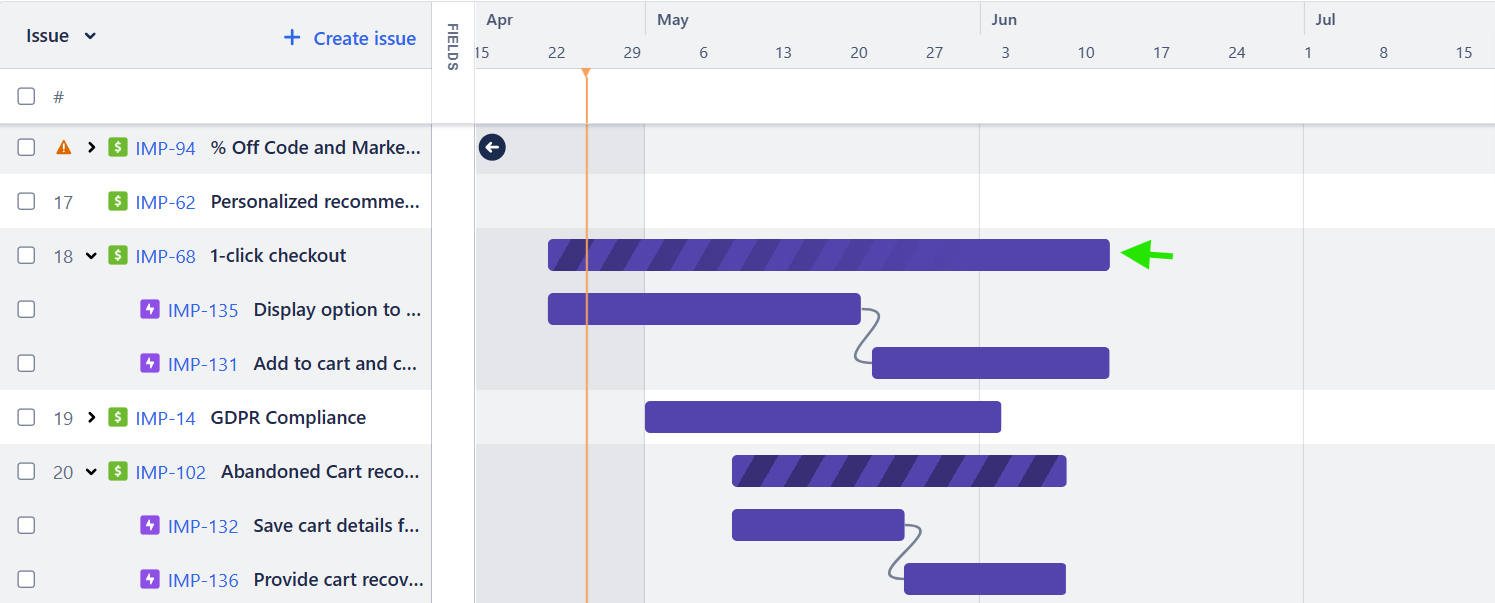 Issue
+ Create issue
FIELDS
Apr May Jun Jul
15 22 29 6 13 20 27 3 10 17 24 1 8 15
#
IMP-94 % Off Code and Marke...
17 IMP-62 Personalized recomme...
18 IMP-68 1-click checkout
IMP-135 Display option to ...
IMP-131 Add to cart and c...
19 IMP-14 GDPR Compliance
20 IMP-102 Abandoned Cart reco...
IMP-132 Save cart details f...
IMP-136 Provide cart recov...